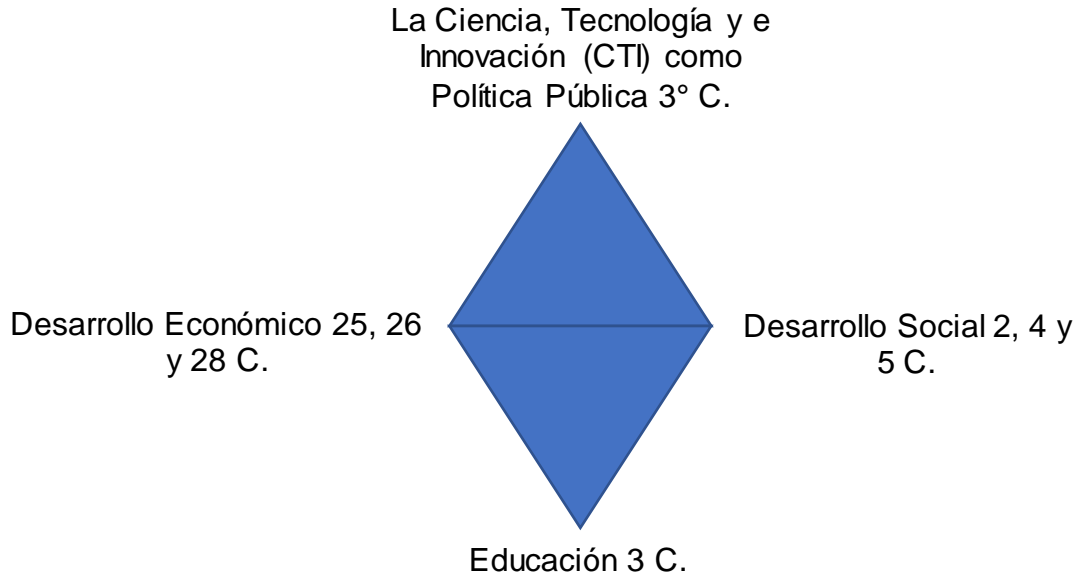 La Ciencia, Tecnología y e
Innovación (CTI) como
Política Pública 3° C.
Desarrollo Económico 25, 26
y 28 C.
Desarrollo Social 2, 4 y
5 C.
Educación 3 C.